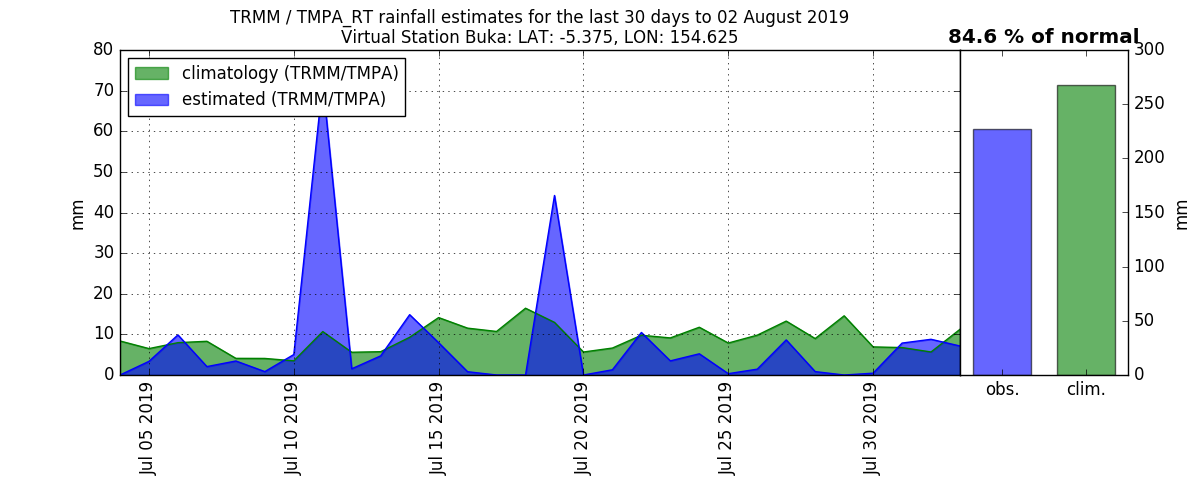 TRMM / TMPA_RT rainfall estimates for the last 30 days to 02 August 2019
Virtual Station Buka: LAT: -5.375, LON: 154.625
84.6 % of normal
climatology (TRMM/TMPA)
estimated (TRMM/TMPA)
80
70
60
50
40
30
20
10
0
mm
Jul 05 2019
Jul 10 2019
Jul 15 2019
Jul 20 2019
Jul 25 2019
Jul 30 2019
obs.
clim.
300
250
200
150
100
50
0
mm